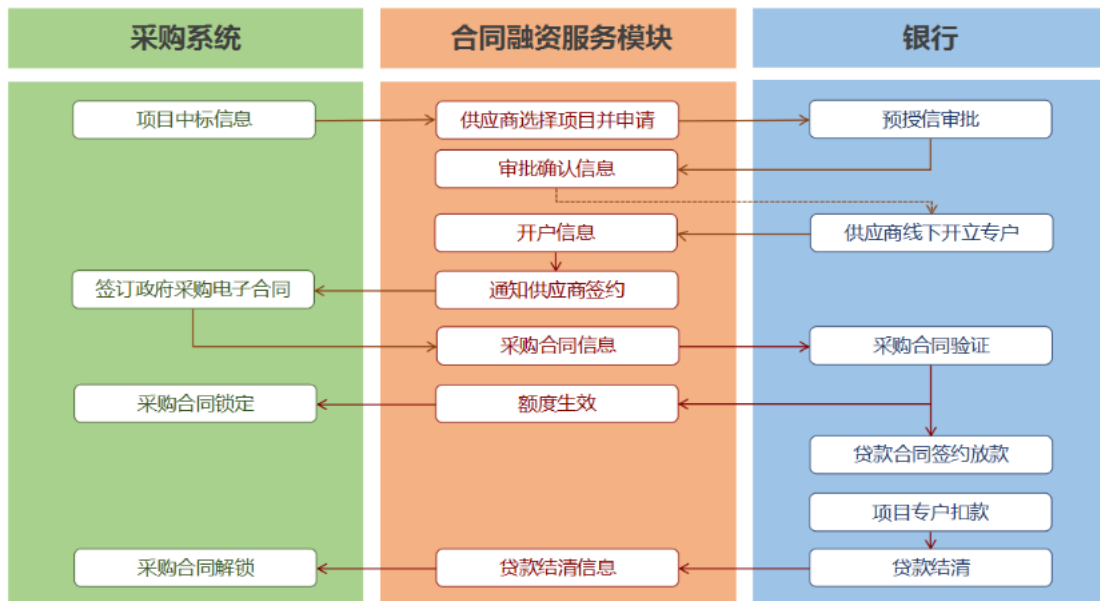 采购系统
合同融资服务模块
银行
项目中标信息
供应商选择项目并申请
预授信审批
审批确认信息
开户信息
供应商线下开立专户
签订政府采购电子合同
通知供应商签约
采购合同信息
采购合同验证
采购合同锁定
额度生效
贷款合同签约放款
项目专户扣款
采购合同解锁
贷款结清信息
贷款结清